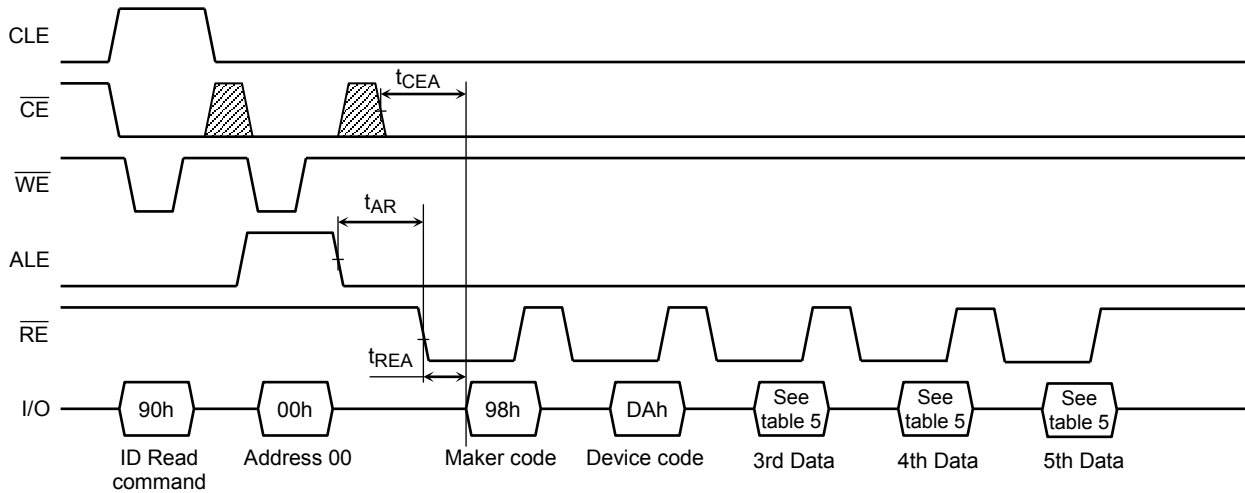 CLE
tCEA
CE
WE
tAR
ALE
RE
tREA
I/O
90h
00h
98h
DAh
See
table 5
See
table 5
See
table 5
ID Read
command
Address 00
Maker code
Device code
3rd Data
4th Data
5th Data